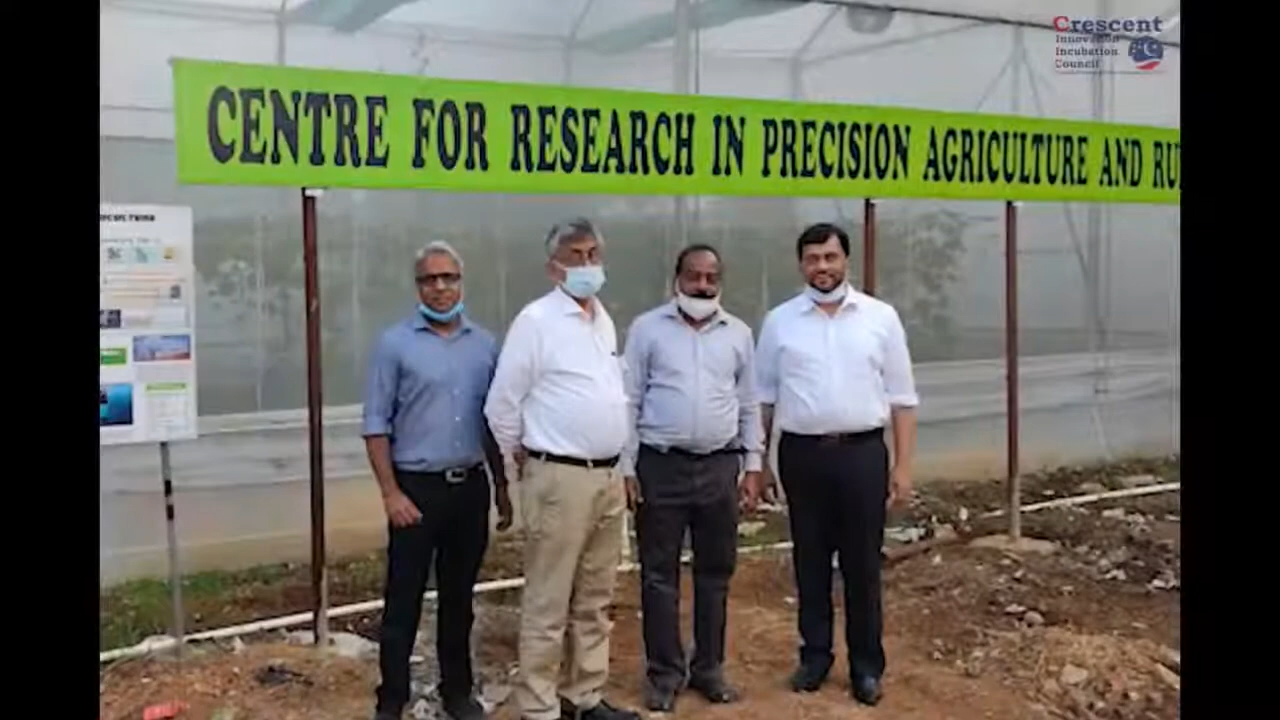 Crescent
Innovation
Incubation
Council
CENTRE FOR RESEARCH IN PRECISION AGRICULTURE AND RU